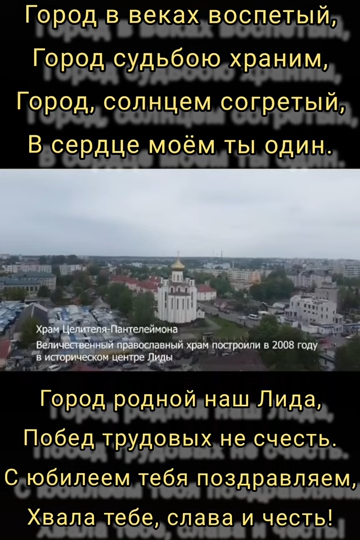 Город в веках воспетый,
Город судьбою храним,
Город, солнцем согретый,
В сердце моём ты один.
Храм Целителя-Пантелеймона
Величественный православный храм построили в 2008 году
в историческом центре Лиды
Город родной наш Лида,
Побед трудовых не счесть.
С юбилеем тебя поздравляем,
Хвала тебе, слава и честь!